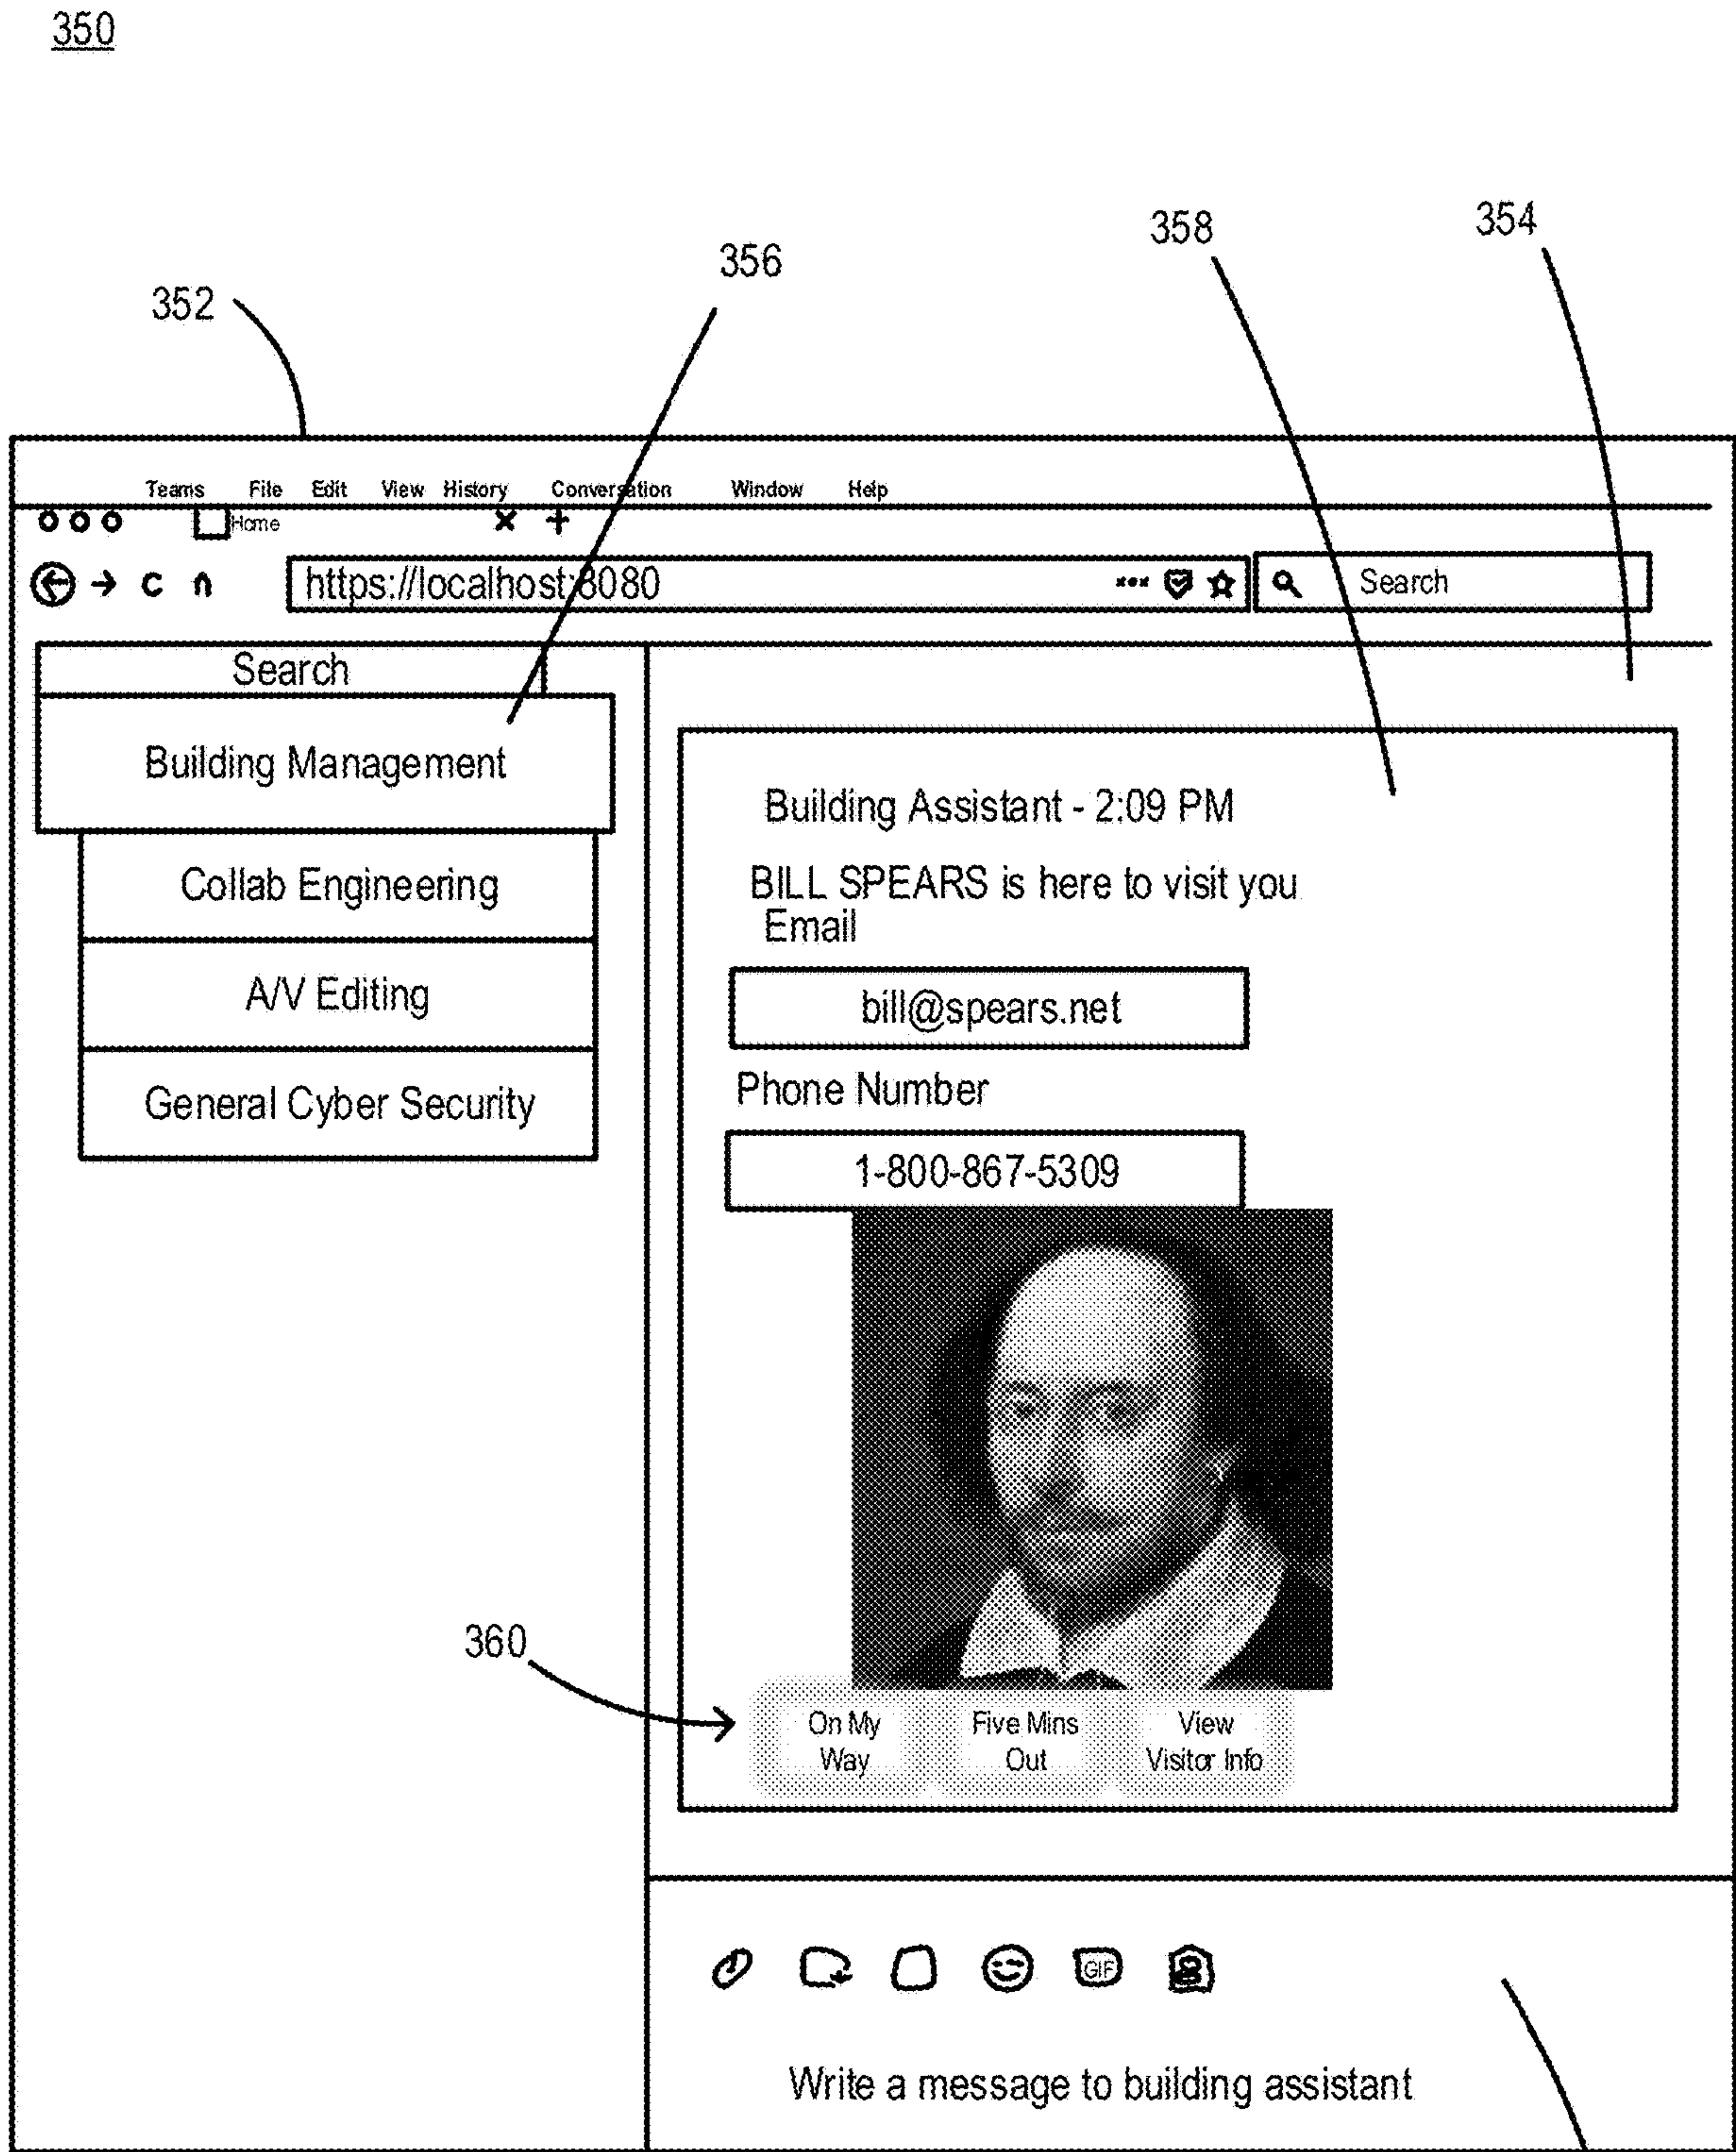 350
358
354
356
352
Teams File Edit View History Conversation Window Help
Home
https://localhost:8080
Search
Search
Building Management
Collab Engineering
A/V Editing
General Cyber Security
Building Assistant - 2:09 PM
BILL SPEARS is here to visit you
Email
bill@spears.net
Phone Number
1-800-867-5309
360
On My
Way
Five Mins
Out
View
Visitor Info
GIF
Write a message to building assistant